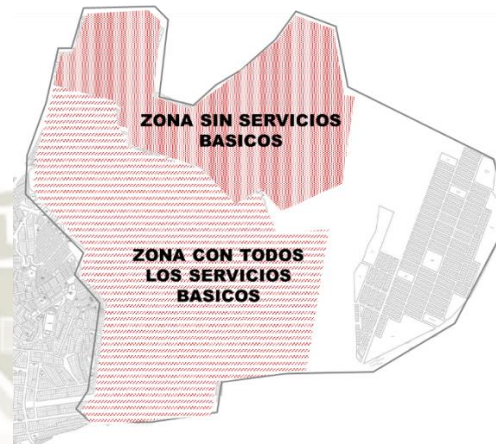 ZONA SIN SERVICIOS
BASICOS
ZONA CON TODOS
LOS SERVICIOS
BASICOS